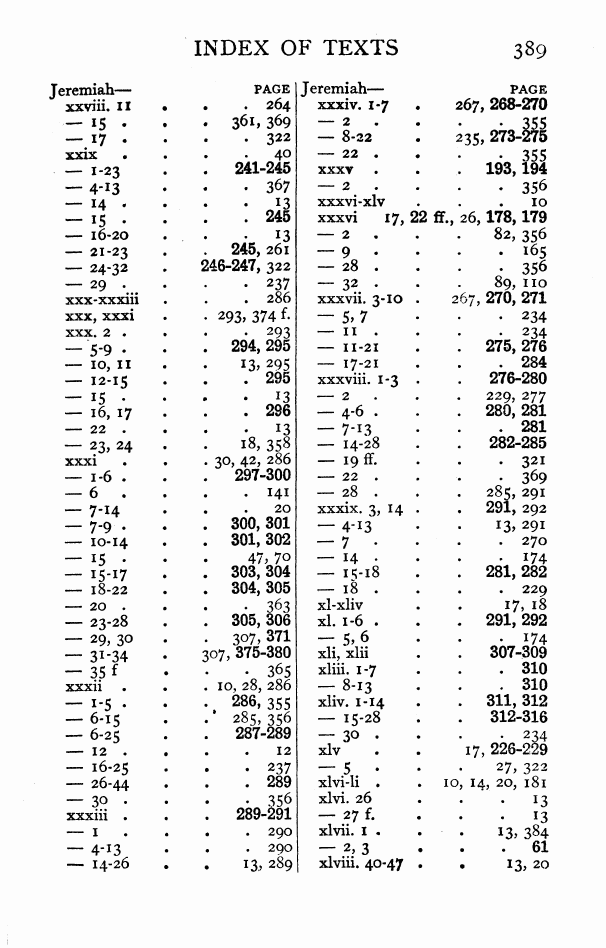 INDEX OF TEXTS 389
Jeremiah— PAGE
xxviii. 11 . . . 264
— 15 . . . 361, 369
— 17 . . . 322
xxix . . . 40
— 1-23 . . 241-245
— 4-13 . . . 367
— 14 . . . 13
— 15 . . . 245
— 16-20 . . . 13
— 21-23 . . 245, 261
— 24-32 . 246-247, 322
— 29 . . . 237
xxx-xxxiii . . . 286
xxx, xxxi . 293, 374 f.
xxx. 2 . . . 293
— 5-9 . . . 294, 295
— 10, 11 . . 13, 295
— 12-15 . . . 295
— 15 . . . 13
— 16, 17 . . . 296
— 22 . . . 13
— 23, 24 . . 18, 358
xxxi . . . 30, 42, 286
— 1-6 . . . 297-300
— 6 . . . 141
— 7-14 . . . 20
— 7-9 . . . 300, 301
— 10-14 . . 301, 302
— 15 . . . 47, 70
— 15-17 . . 303, 304
— 18-22 . . 304, 305
— 20 . . . 363
— 23-28 . . 305, 306
— 29, 30 . . 307, 371
— 31-34 . 307, 375-380
— 35 f . . . 365
xxxii . . . 10, 28, 286
— 1-5 . . . 286, 355
— 6-15 . . 285, 356
— 6-25 . . 287-289
— 12 . . . 12
— 16-25 . . . 237
— 26-44 . . . 289
— 30 . . . 356
xxxiii . . . 289-291
— 1 . . . 290
— 4-13 . . . 290
— 14-26 . . 13, 289
Jeremiah— PAGE
xxxiv. 1-7 . 267, 268-270
— 2 . . . 355
— 8-22 . 235, 273-275
— 22 . . . 355
xxxv . . . 193, 194
— 2 . . . 356
xxxvi-xlv . . . 10
xxxvi 17, 22 ff., 26, 178, 179
— 2 . . . 82, 356
— 9 . . . 165
— 28 . . . 356
— 32 . . . 89, 110
xxxvii. 3-10 . 267, 270, 271
— 5, 7 . . . 234
— 11 . . . 234
— 11-21 . . 275, 276
— 17-21 . . . 284
xxxviii. 1-3 . . 276-280
— 2 . . . 229, 277
— 4-6 . . . 280, 281
— 7-13 . . . 281
— 14-28 . . 282-285
— 19 ff. . . . 321
— 22 . . . 369
— 28 . . . 285, 291
xxxix. 3, 14 . . 291, 292
— 4-13 . . 13, 291
— 7 . . . 270
— 14 . . . 174
— 15-18 . . 281, 282
— 18 . . . 229
xl-xliv . . . 17, 18
xl. 1-6 . . . 291, 292
— 5, 6 . . . 174
xli, xlii . . 307-309
xliii. 1-7 . . . 310
— 8-13 . . . 310
xliv. 1-14 . . 311, 312
— 15-28 . . 312-316
— 30 . . . 234
xlv . . . 17, 226-229
— 5 . . . 27, 322
xlvi-li . 10, 14, 20, 181
xlvi. 26 . . . 13
— 27 f. . . . 13
xlvii. 1 . . . 13, 384
— 2, 3 . . . 61
xlviii. 40-47 . . 13, 20